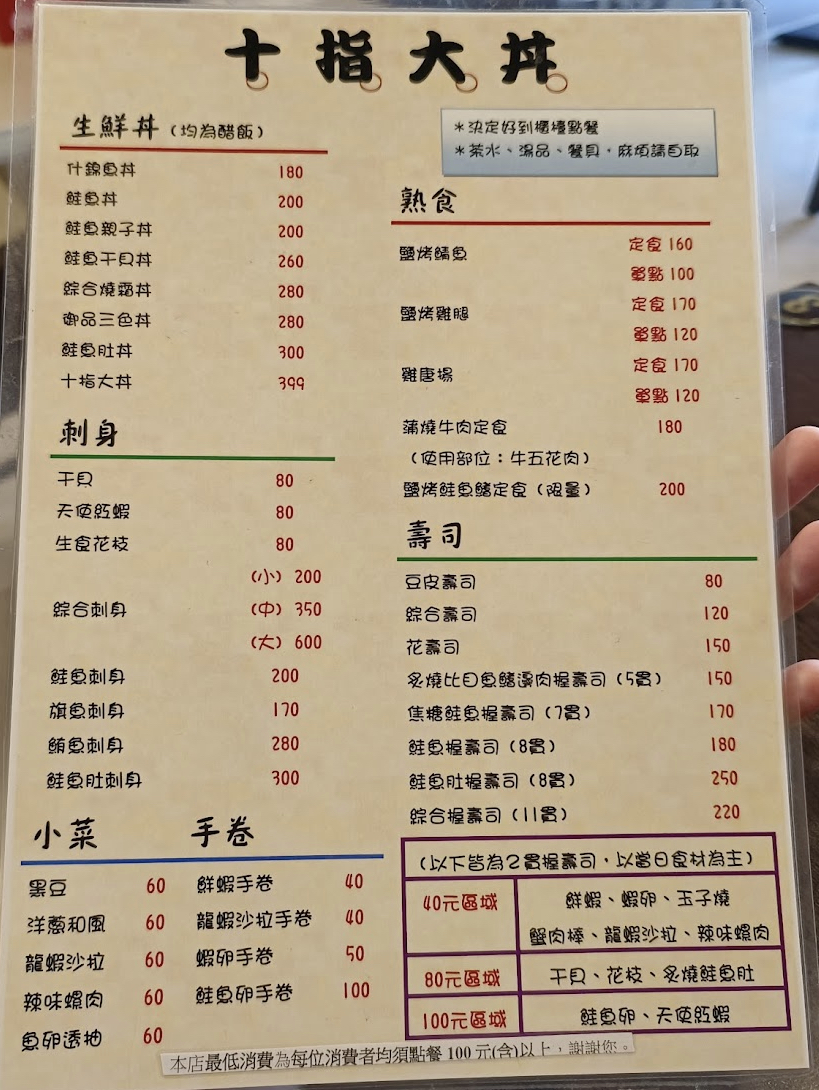 十指大丼
生鮮丼（均為醋飯）
什錦魚丼 180
鮭魚丼 200
鮭魚親子丼 200
鮭魚干貝丼 260
綜合燒霜丼 280
御品三色丼 280
鮭魚肚丼 300
十指大丼 399
刺身
干貝 80
天使紅蝦 80
生食花枝 80
（小）200
綜合刺身 （中）350
（大）600
鮭魚刺身 200
旗魚刺身 170
鮪魚刺身 280
鮭魚肚刺身 300
＊決定好到櫃檯點餐
＊茶水、湯品、餐具，麻煩請自取
熟食
鹽烤鯖魚 定食 160
單點 100
鹽烤雞腿 定食 170
單點 120
雞唐揚 定食 170
單點 120
蒲燒牛肉定食 180
（使用部位：牛五花肉）
鹽烤鮭魚鰭定食（限量） 200
壽司
豆皮壽司 80
綜合壽司 120
花壽司 150
炙燒比目魚鰭邊肉握壽司（5貫） 150
焦糖鮭魚握壽司（7貫） 170
鮭魚握壽司（8貫） 180
鮭魚肚握壽司（8貫） 250
綜合握壽司（11貫） 220
小菜
黑豆 60
洋蔥和風 60
龍蝦沙拉 60
辣味螺肉 60
魚卵透抽 60
手卷
鮮蝦手卷 40
龍蝦沙拉手卷 40
蝦卵手卷 50
鮭魚卵手卷 100
（以下皆為2貫握壽司，以當日食材為主）
40元區域 鮮蝦、蝦卵、玉子燒
蟹肉棒、龍蝦沙拉、辣味螺肉
80元區域 干貝、花枝、炙燒鮭魚肚
100元區域 鮭魚卵、天使紅蝦
本店最低消費為每位消費者均須點餐 100 元(含)以上，謝謝您。